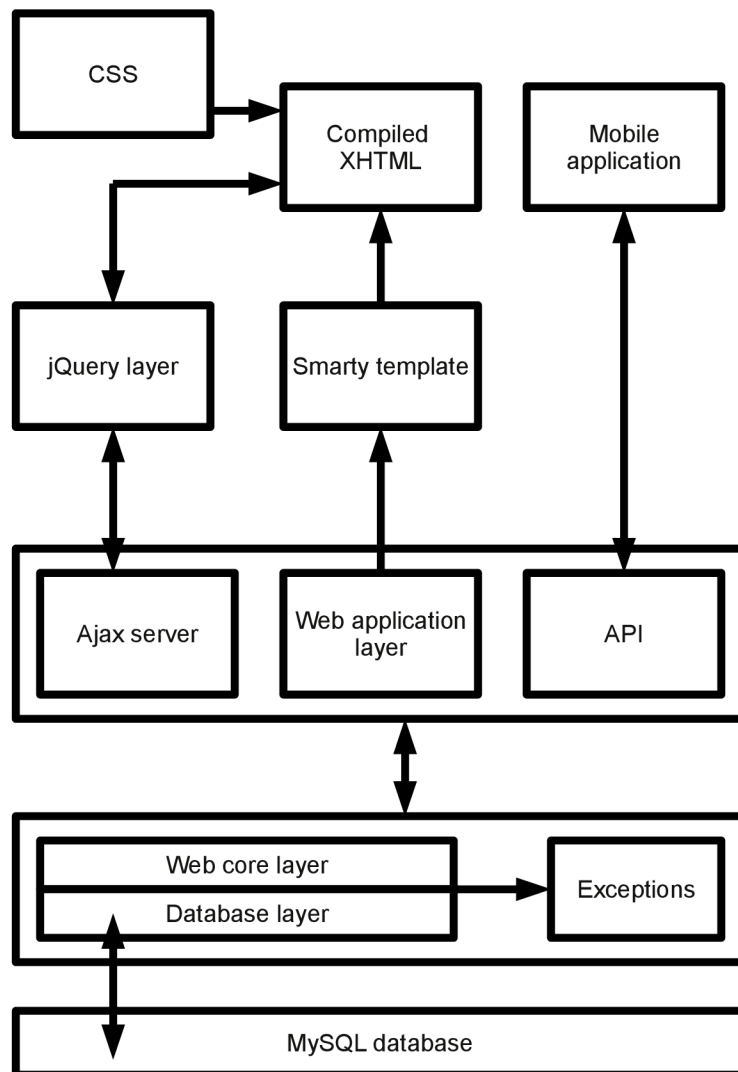 CSS
Compiled
XHTML
Mobile
application
jQuery layer
Smarty template
Ajax server
Web application
layer
API
Web core layer
Database layer
Exceptions
MySQL database